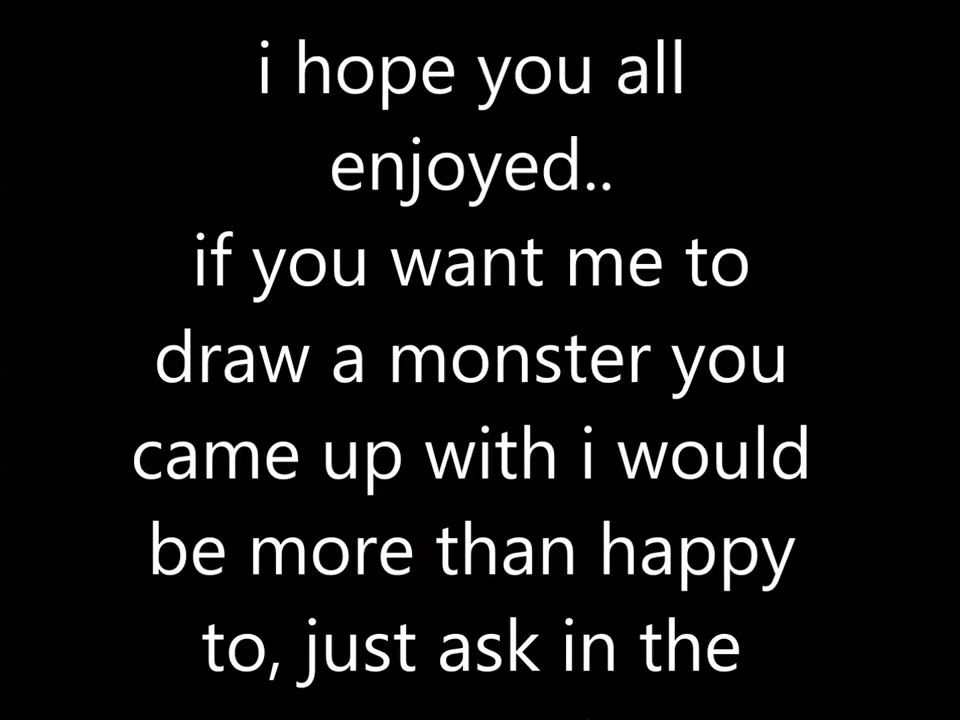 i hope you all
enjoyed..
if you want me to
draw a monster you
came up with i would
be more than happy
to, just ask in the